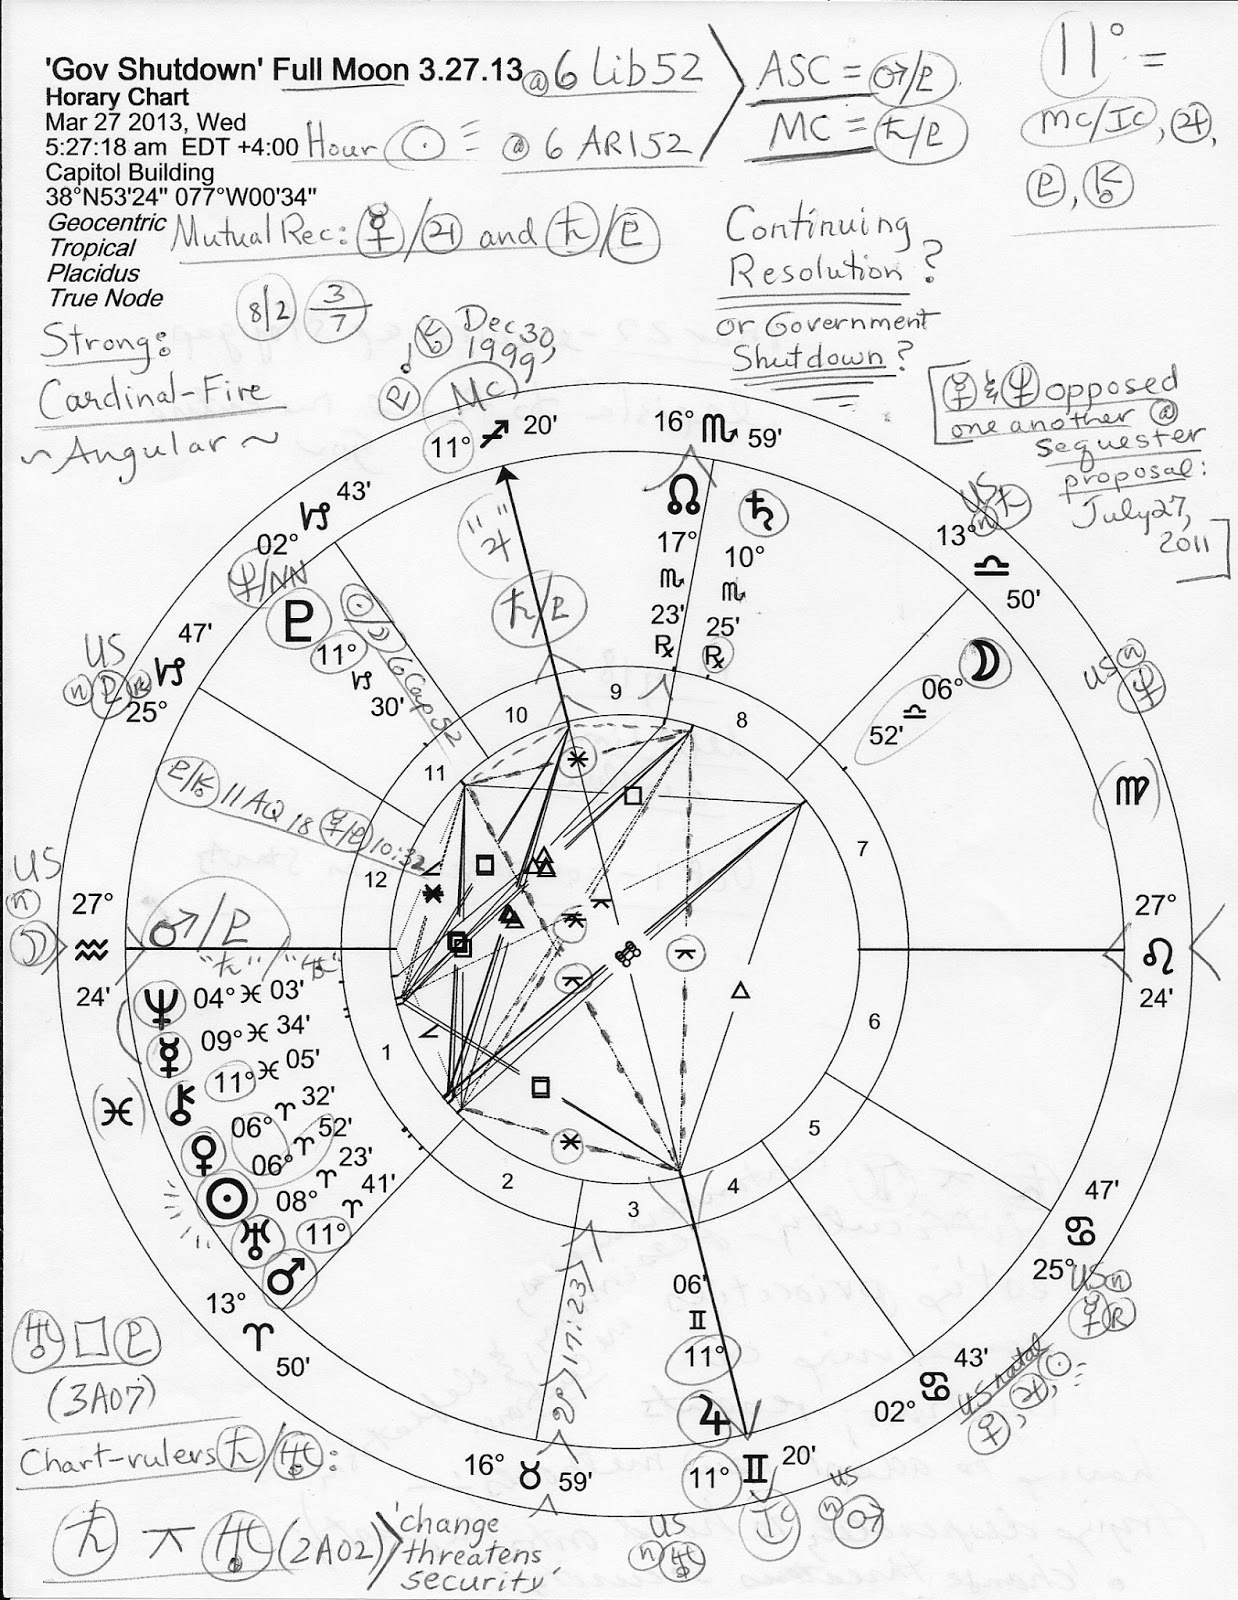 'Gov Shutdown' Full Moon 3.27.13 @ 6 Lib 52 > ASC = ♂/♇
Horary Chart
MC = ♄/♇
11° =
MC/IC, ♃,
♇, ⚷
Mar 27 2013, Wed
5:27:18 am EDT +4:00 Hour ☉ = @ 6 ARI 52
Capitol Building
38°N53'24" 077°W00'34"
Geocentric
Tropical
Placidus
True Node
Mutual Rec: ☿/♃ and ♄/♇
Continuing
Resolution?
or Government
Shutdown?
8/2 3/7
Strong:
Cardinal-Fire
~Angular~
♇ ☌ ⚷ Dec 30,
1999,
MC
[☿ & ♆ opposed
one another @
sequester
proposal:
July 27,
2011]
11° ♐ 20'
16° ♏ 59'
US
n ♄
13° ♎ 50'
02° ♑ 43'
♆/NN
♇ 11° ♑ 30'
☉/☽ 6 Cap 52
"♃"
♄/♇
☊ 17° ♏ 23' ℞
♄ 10° ♏ 25' ℞
☽ 06° ♎ 52'
US n ♆
♍
US
n ♇ ℞
25° ♑ 47'
♇/⚷ 11 AQ 18 ☿/♇ 10:32
US
n
☽
27° ♒ 24'
♂/♇
"♄"/"♅"
27° ♌ 24'
♆ 04° ♓ 03'
☿ 09° ♓ 34'
⚷ 11° ♓ 05'
♀ 06° ♈ 32'
☉ 06° ♈ 52'
♅ 08° ♈ 23'
♂ 11° ♈ 41'
♓
1
2
3
4
5
6
7
8
9
10
11
12
13° ♈ 50'
♅ □ ♇
(3A07)
Chart-rulers ♄/♅:
♄ ⚻ ♅ (2A02) > 'change
threatens
security'
16° ♉ 59'
06' ♊ 11° ♃
11° ♊ 20'
IC
US
n ♅
US
n ♂
02° ♋ 43'
US natal
♀, ♃, ☉ =
25° ♋ 47'
US n
☿ ℞